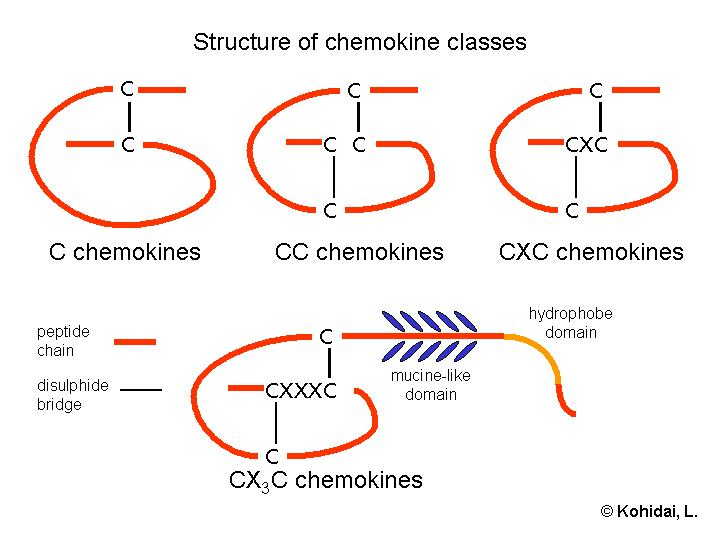 Structure of chemokine classes
C C C
C C C CXC
C C
C chemokines CC chemokines CXC chemokines
hydrophobe
domain
peptide
chain
C
mucine-like
domain
disulphide
bridge
CXXXC
C
CX₃C chemokines
© Kohidai, L.